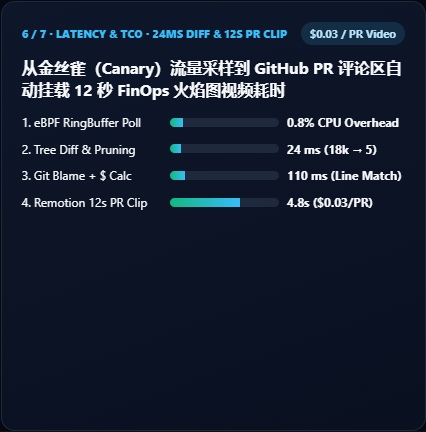 6 / 7 · LATENCY & TCO · 24MS DIFF & 12S PR CLIP
$0.03 / PR Video
从金丝雀（Canary）流量采样到 GitHub PR 评论区自
动挂载 12 秒 FinOps 火焰图视频耗时
1. eBPF RingBuffer Poll 0.8% CPU Overhead
2. Tree Diff & Pruning 24 ms (18k → 5)
3. Git Blame + $ Calc 110 ms (Line Match)
4. Remotion 12s PR Clip 4.8s ($0.03/PR)